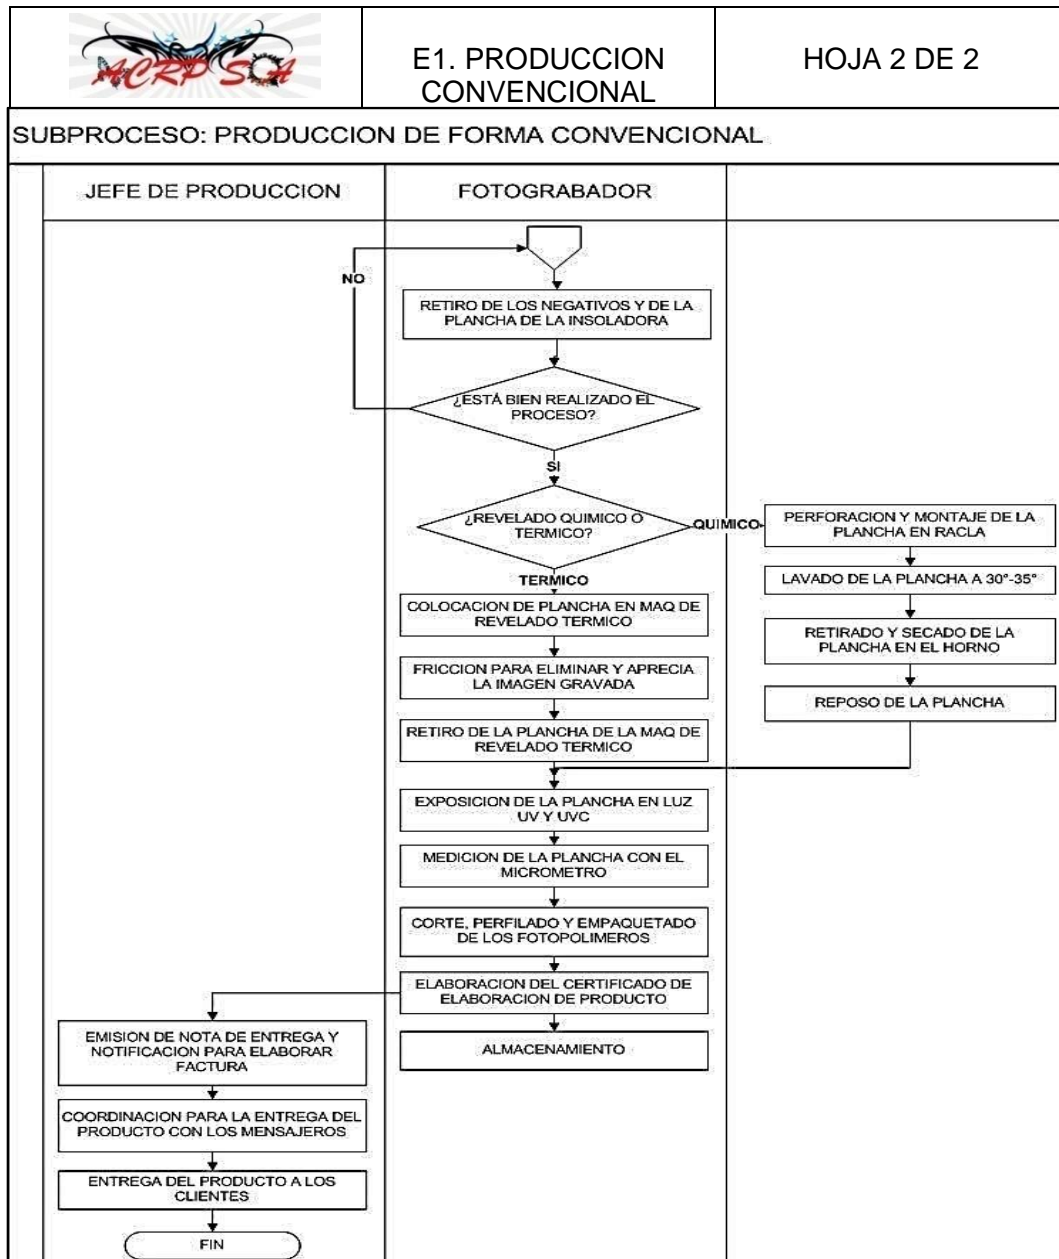 ACRP SOA
E1. PRODUCCION
CONVENCIONAL
HOJA 2 DE 2
SUBPROCESO: PRODUCCION DE FORMA CONVENCIONAL
JEFE DE PRODUCCION
FOTOGRABADOR
NO
RETIRO DE LOS NEGATIVOS Y DE LA
PLANCHA DE LA INSOLADORA
¿ESTÁ BIEN REALIZADO EL
PROCESO?
SI
¿REVELADO QUIMICO O
TERMICO?
QUIMICO
PERFORACION Y MONTAJE DE LA
PLANCHA EN RACLA
TERMICO
LAVADO DE LA PLANCHA A 30°-35°
COLOCACION DE PLANCHA EN MAQ DE
REVELADO TERMICO
RETIRADO Y SECADO DE LA
PLANCHA EN EL HORNO
FRICCION PARA ELIMINAR Y APRECIA
LA IMAGEN GRAVADA
REPOSO DE LA PLANCHA
RETIRO DE LA PLANCHA DE LA MAQ DE
REVELADO TERMICO
EXPOSICION DE LA PLANCHA EN LUZ
UV Y UVC
MEDICION DE LA PLANCHA CON EL
MICROMETRO
CORTE, PERFILADO Y EMPAQUETADO
DE LOS FOTOPOLIMEROS
ELABORACION DEL CERTIFICADO DE
ELABORACION DE PRODUCTO
EMISION DE NOTA DE ENTREGA Y
NOTIFICACION PARA ELABORAR
FACTURA
ALMACENAMIENTO
COORDINACION PARA LA ENTREGA DEL
PRODUCTO CON LOS MENSAJEROS
ENTREGA DEL PRODUCTO A LOS
CLIENTES
FIN